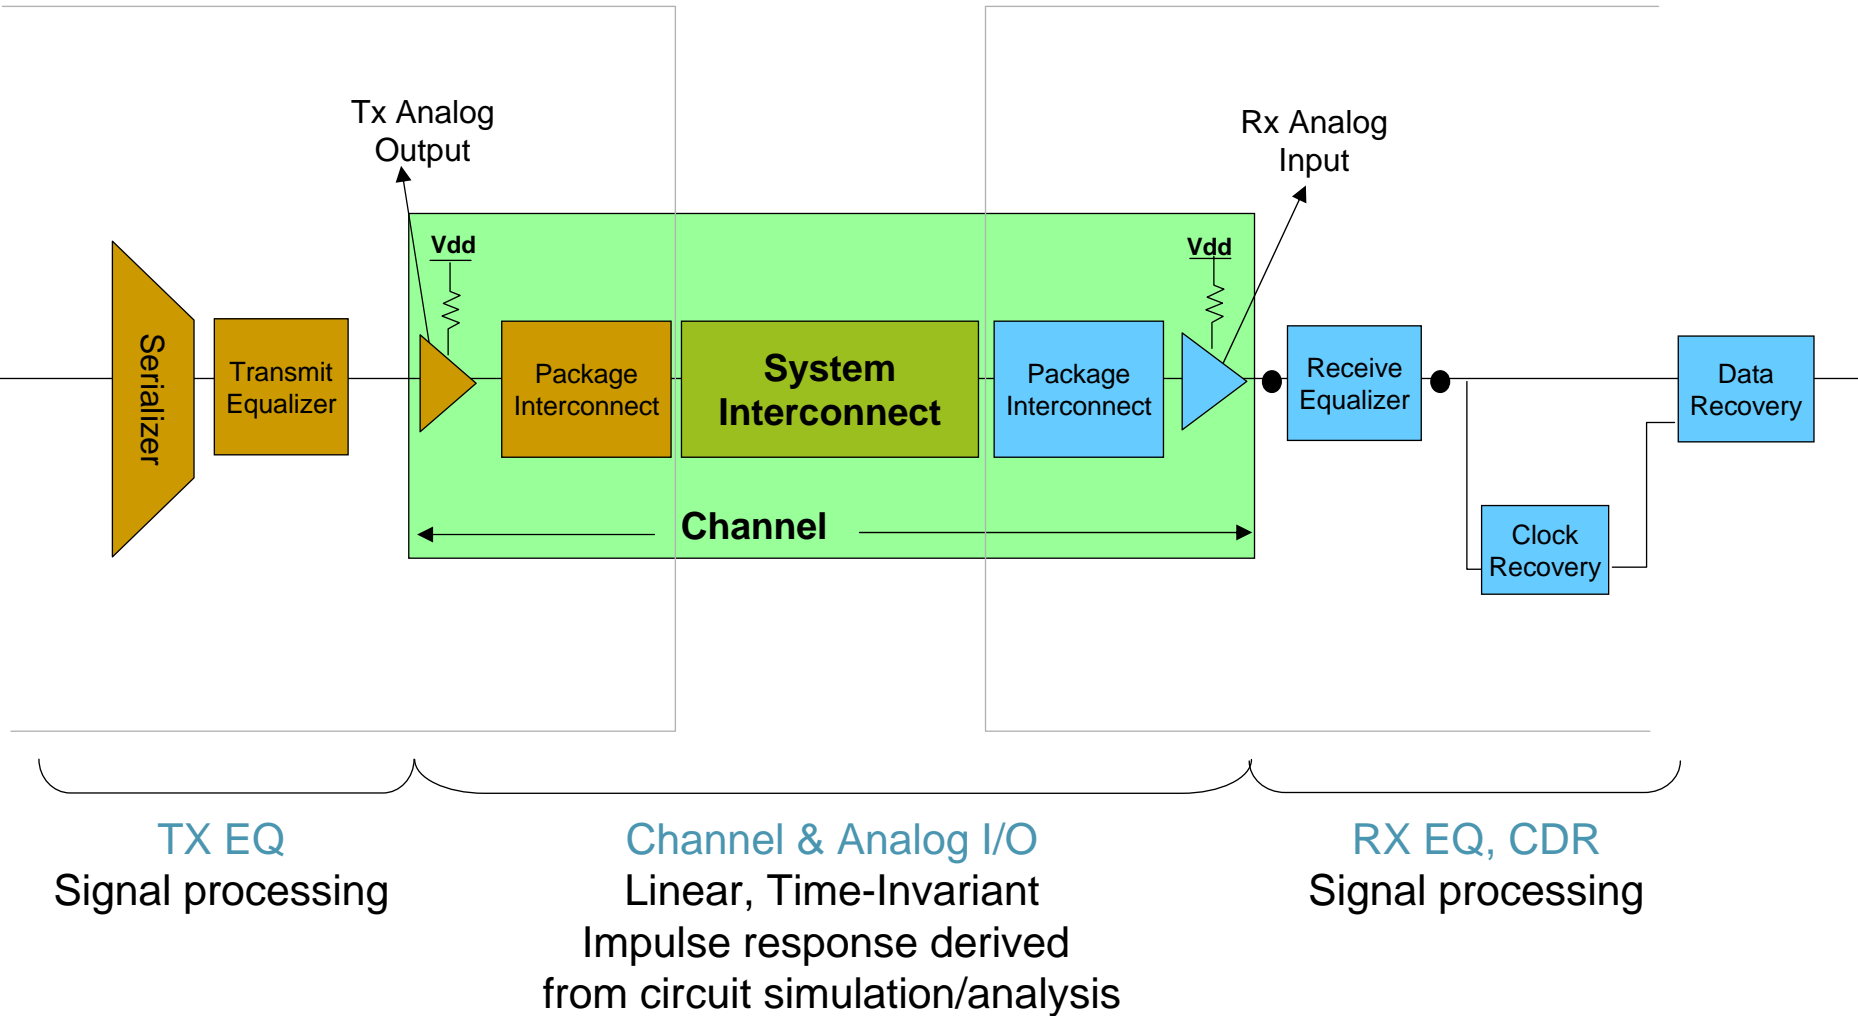 Tx Analog
Output
Rx Analog
Input
Vdd
Vdd
Serializer
Transmit
Equalizer
Package
Interconnect
System
Interconnect
Package
Interconnect
Receive
Equalizer
Data
Recovery
Channel
Clock
Recovery
TX EQ
Signal processing
Channel & Analog I/O
Linear, Time-Invariant
Impulse response derived
from circuit simulation/analysis
RX EQ, CDR
Signal processing